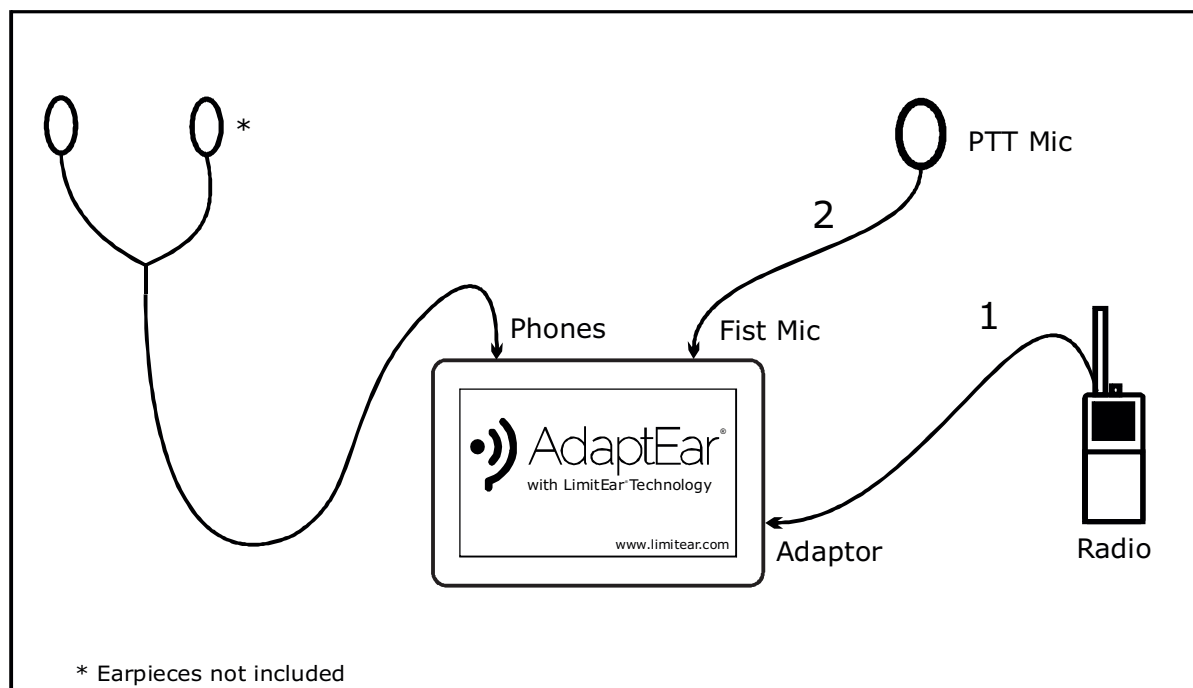 *
PTT Mic
2
1
Phones
Fist Mic
AdaptEar®
with LimitEar® Technology
www.limitear.com
Adaptor
Radio
* Earpieces not included